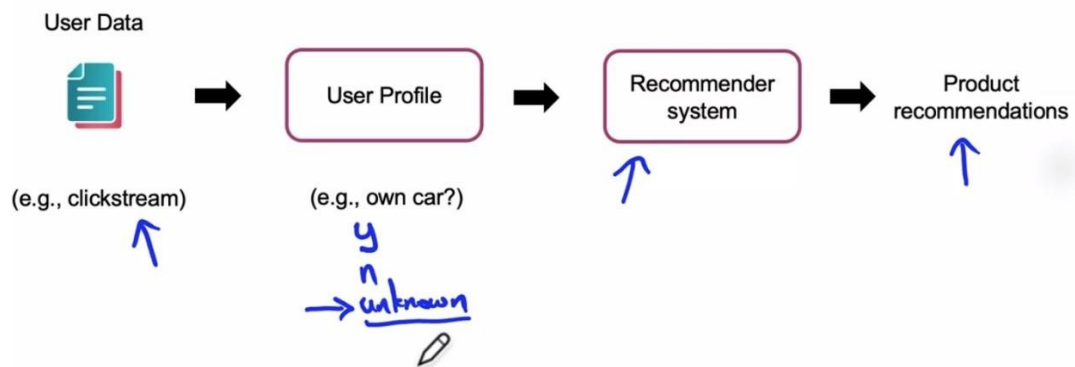 User Data
User Profile
Recommender
system
Product
recommendations
(e.g., clickstream)
(e.g., own car?)
y
n
unknown